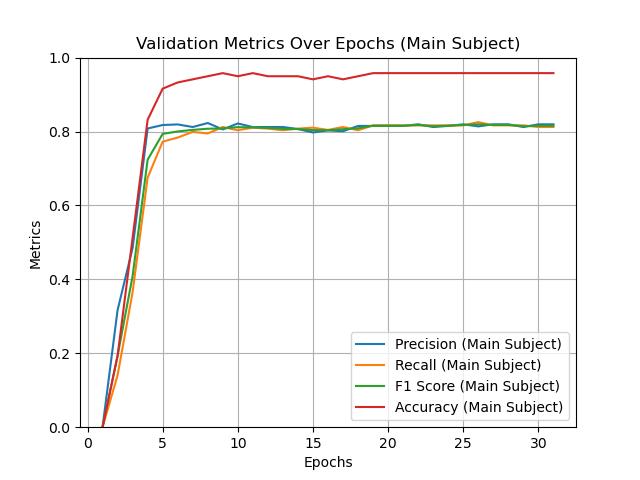 Validation Metrics Over Epochs (Main Subject)
1.0
0.8
0.6
0.4
0.2
0.0
Metrics
Precision (Main Subject)
Recall (Main Subject)
F1 Score (Main Subject)
Accuracy (Main Subject)
0 5 10 15 20 25 30
Epochs